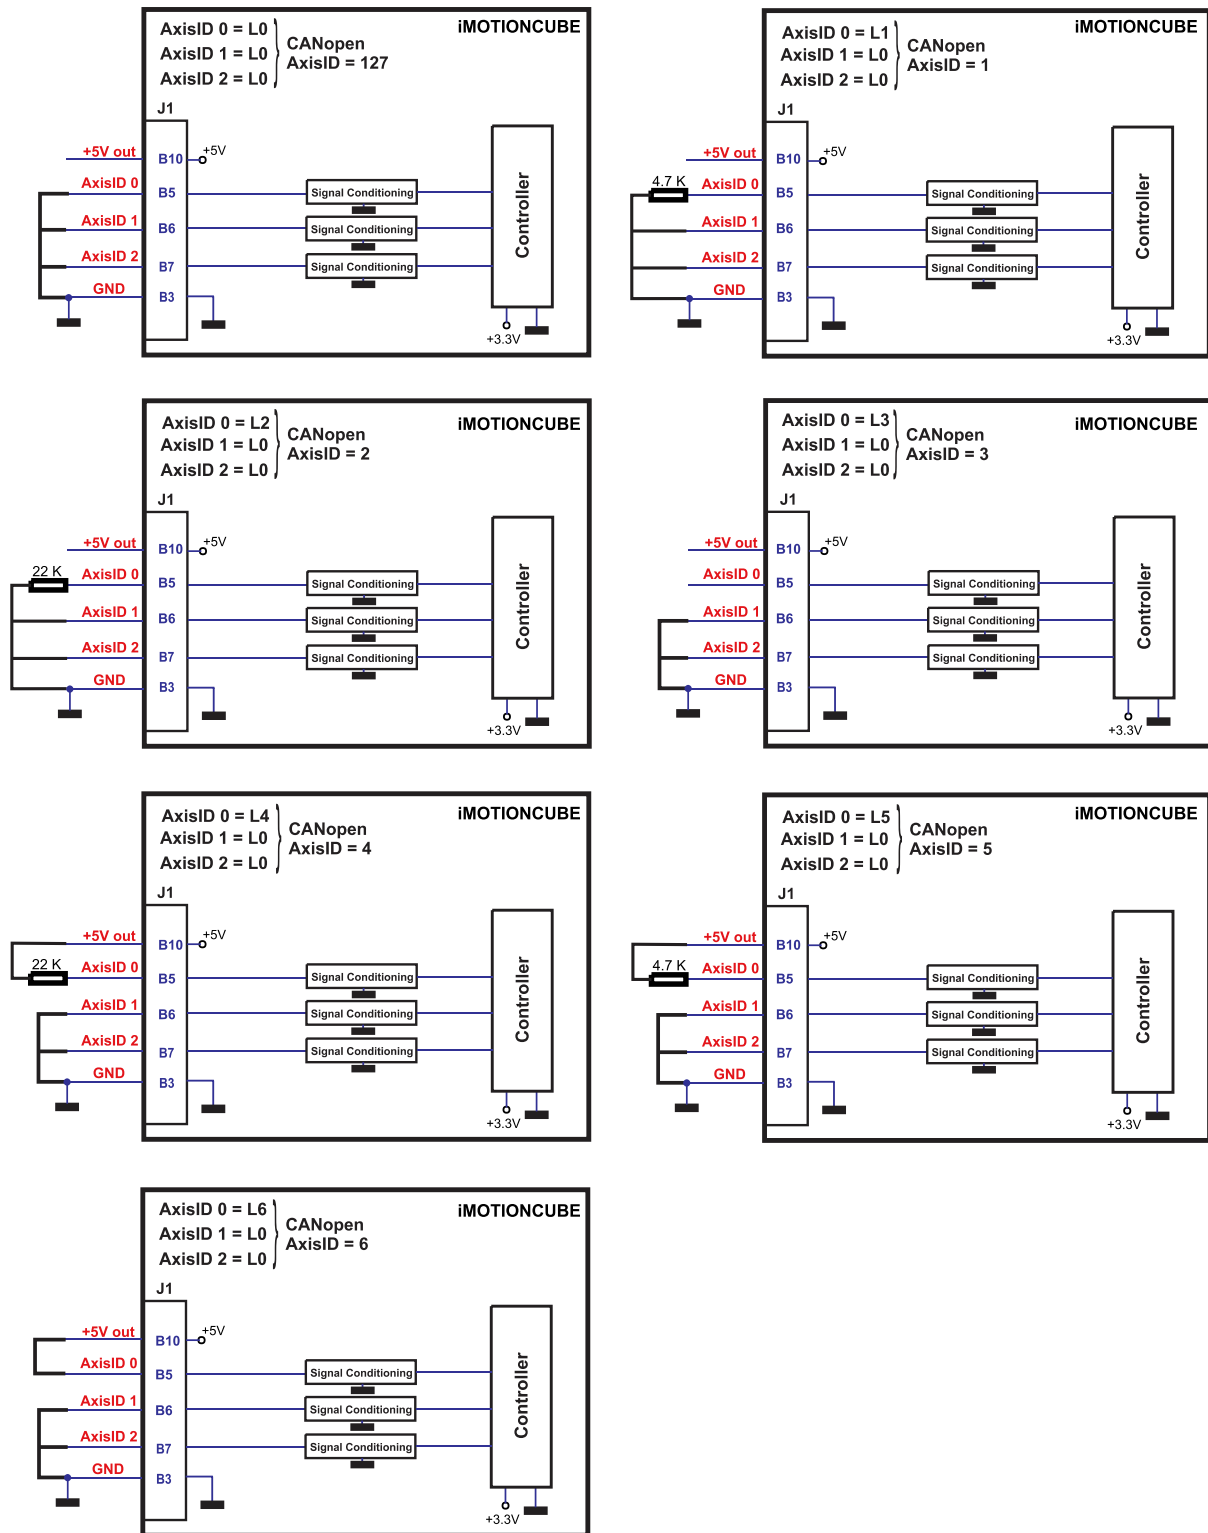 AxisID 0 = L0
AxisID 1 = L0
AxisID 2 = L0
CANopen
AxisID = 127
iMOTIONCUBE
J1
+5V out
B10
+5V
AxisID 0
B5
Signal Conditioning
AxisID 1
B6
Signal Conditioning
AxisID 2
B7
Signal Conditioning
GND
B3
Controller
+3.3V
AxisID 0 = L1
AxisID 1 = L0
AxisID 2 = L0
CANopen
AxisID = 1
iMOTIONCUBE
J1
+5V out
B10
+5V
4.7 K
AxisID 0
B5
Signal Conditioning
AxisID 1
B6
Signal Conditioning
AxisID 2
B7
Signal Conditioning
GND
B3
Controller
+3.3V
AxisID 0 = L2
AxisID 1 = L0
AxisID 2 = L0
CANopen
AxisID = 2
iMOTIONCUBE
J1
+5V out
B10
+5V
22 K
AxisID 0
B5
Signal Conditioning
AxisID 1
B6
Signal Conditioning
AxisID 2
B7
Signal Conditioning
GND
B3
Controller
+3.3V
AxisID 0 = L3
AxisID 1 = L0
AxisID 2 = L0
CANopen
AxisID = 3
iMOTIONCUBE
J1
+5V out
B10
+5V
AxisID 0
B5
Signal Conditioning
AxisID 1
B6
Signal Conditioning
AxisID 2
B7
Signal Conditioning
GND
B3
Controller
+3.3V
AxisID 0 = L4
AxisID 1 = L0
AxisID 2 = L0
CANopen
AxisID = 4
iMOTIONCUBE
J1
+5V out
B10
+5V
22 K
AxisID 0
B5
Signal Conditioning
AxisID 1
B6
Signal Conditioning
AxisID 2
B7
Signal Conditioning
GND
B3
Controller
+3.3V
AxisID 0 = L5
AxisID 1 = L0
AxisID 2 = L0
CANopen
AxisID = 5
iMOTIONCUBE
J1
+5V out
B10
+5V
4.7 K
AxisID 0
B5
Signal Conditioning
AxisID 1
B6
Signal Conditioning
AxisID 2
B7
Signal Conditioning
GND
B3
Controller
+3.3V
AxisID 0 = L6
AxisID 1 = L0
AxisID 2 = L0
CANopen
AxisID = 6
iMOTIONCUBE
J1
+5V out
B10
+5V
AxisID 0
B5
Signal Conditioning
AxisID 1
B6
Signal Conditioning
AxisID 2
B7
Signal Conditioning
GND
B3
Controller
+3.3V